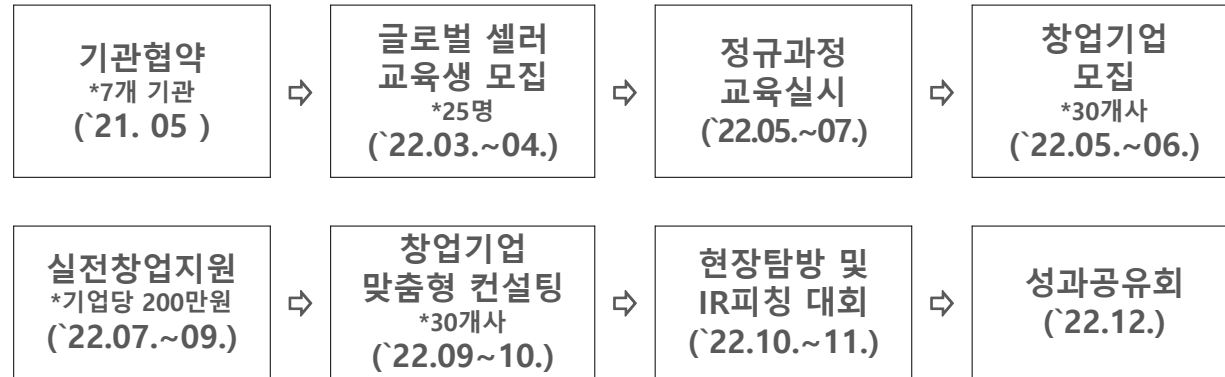 기관협약
*7개 기관
(`21. 05 )
⇨
글로벌 셀러
교육생 모집
*25명
(`22.03.~04.)
⇨
정규과정
교육실시
(`22.05.~07.)
⇨
창업기업
모집
*30개사
(`22.05.~06.)
실전창업지원
*기업당 200만원
(`22.07.~09.)
⇨
창업기업
맞춤형 컨설팅
*30개사
(`22.09~10.)
⇨
현장탐방 및
IR피칭 대회
(`22.10.~11.)
⇨
성과공유회
(`22.12.)